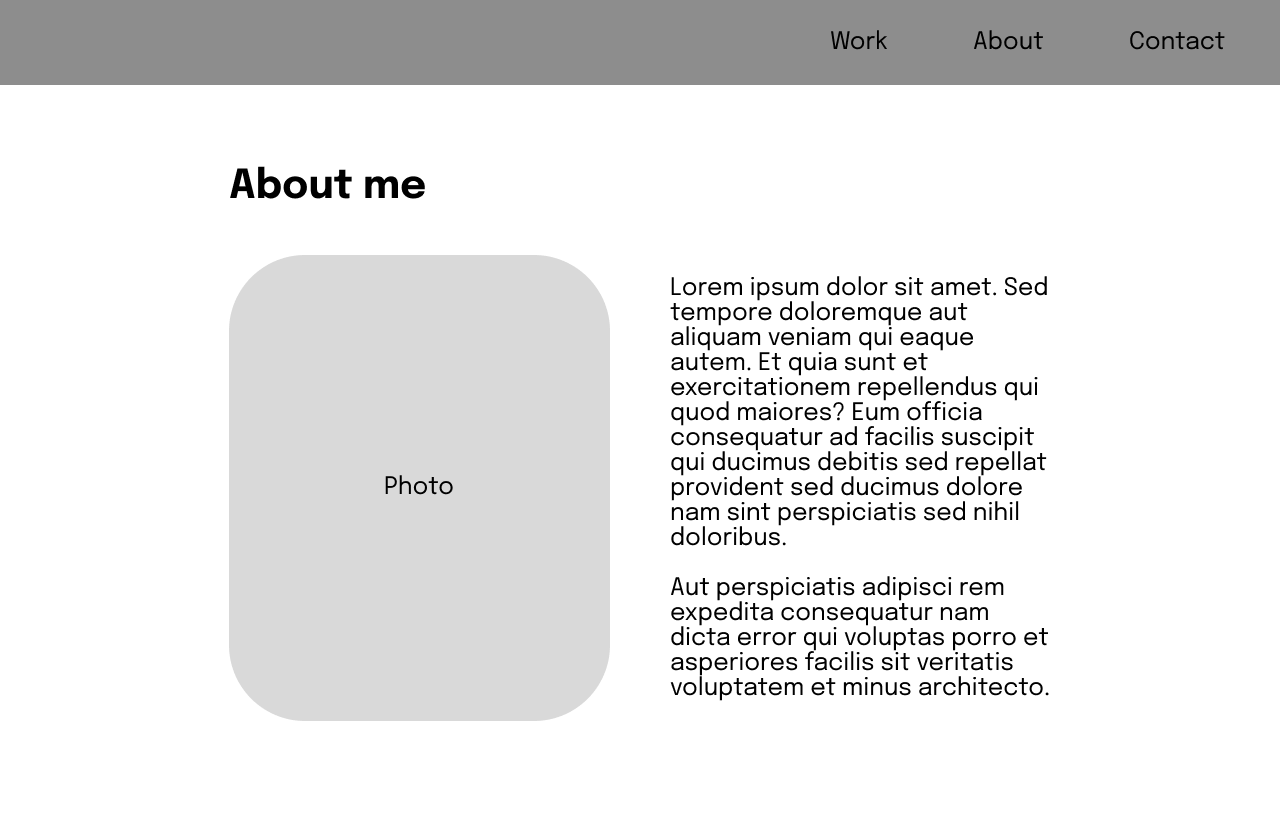 Work About Contact
About me
Photo
Lorem ipsum dolor sit amet. Sed
tempore doloremque aut
aliquam veniam qui eaque
autem. Et quia sunt et
exercitationem repellendus qui
quod maiores? Eum officia
consequatur ad facilis suscipit
qui ducimus debitis sed repellat
provident sed ducimus dolore
nam sint perspiciatis sed nihil
doloribus.
Aut perspiciatis adipisci rem
expedita consequatur nam
dicta error qui voluptas porro et
asperiores facilis sit veritatis
voluptatem et minus architecto.